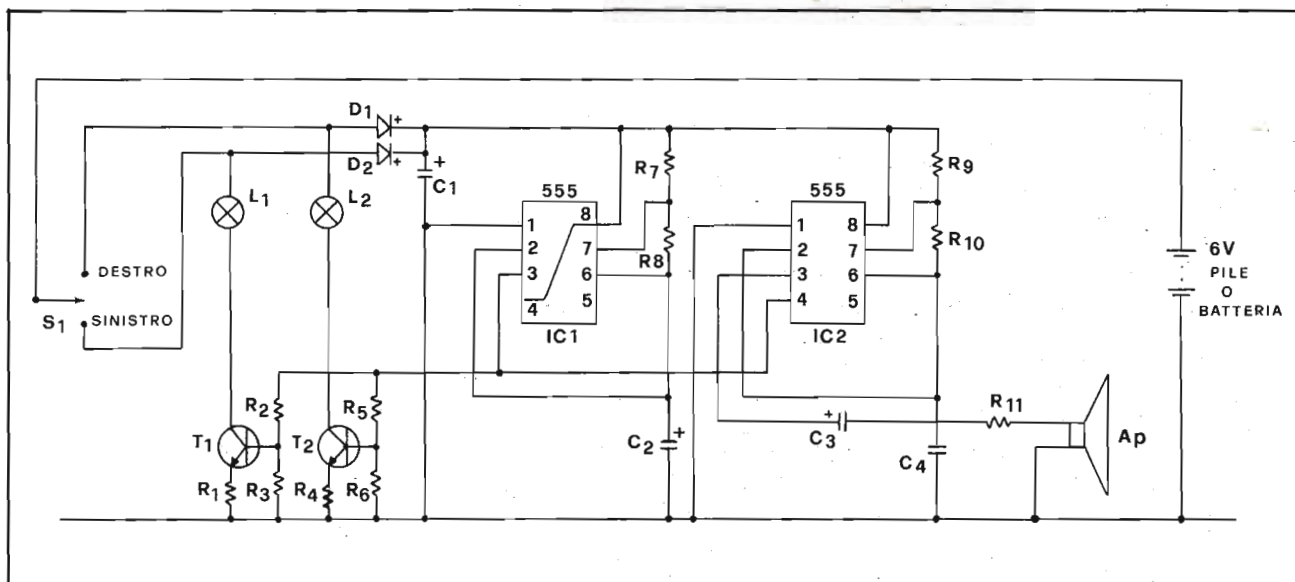 D1 +
D2 +
L1
L2
+
C1
R7
R8
555
1 8
2 7
3 6
4 5
IC1
R9
R10
555
1 8
2 7
3 6
4 5
IC2
6V
PILE
O
BATTERIA
DESTRO
S1
SINISTRO
R2
R5
T1
T2
R1
R3
R4
R6
C2 +
+
C3
C4
R11
Ap